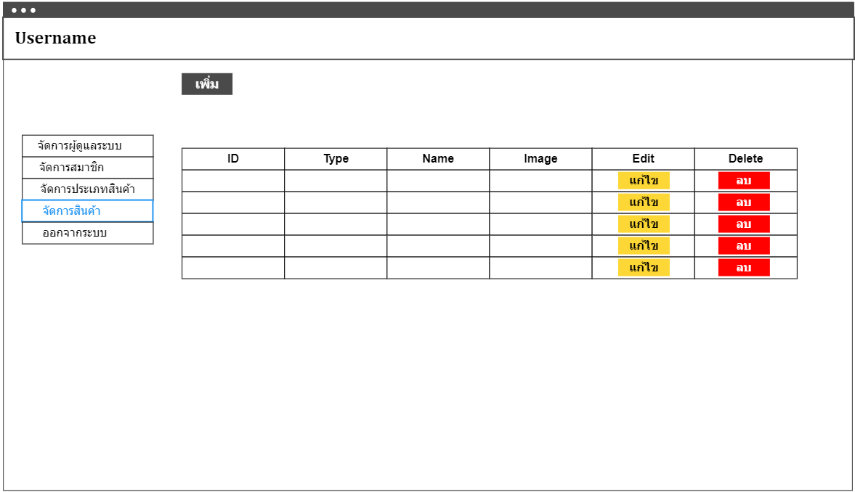 Username
เพิ่ม
จัดการผู้ดูแลระบบ
จัดการสมาชิก
จัดการประเภทสินค้า
จัดการสินค้า
ออกจากระบบ
ID Type Name Image Edit Delete
แก้ไข ลบ
แก้ไข ลบ
แก้ไข ลบ
แก้ไข ลบ
แก้ไข ลบ